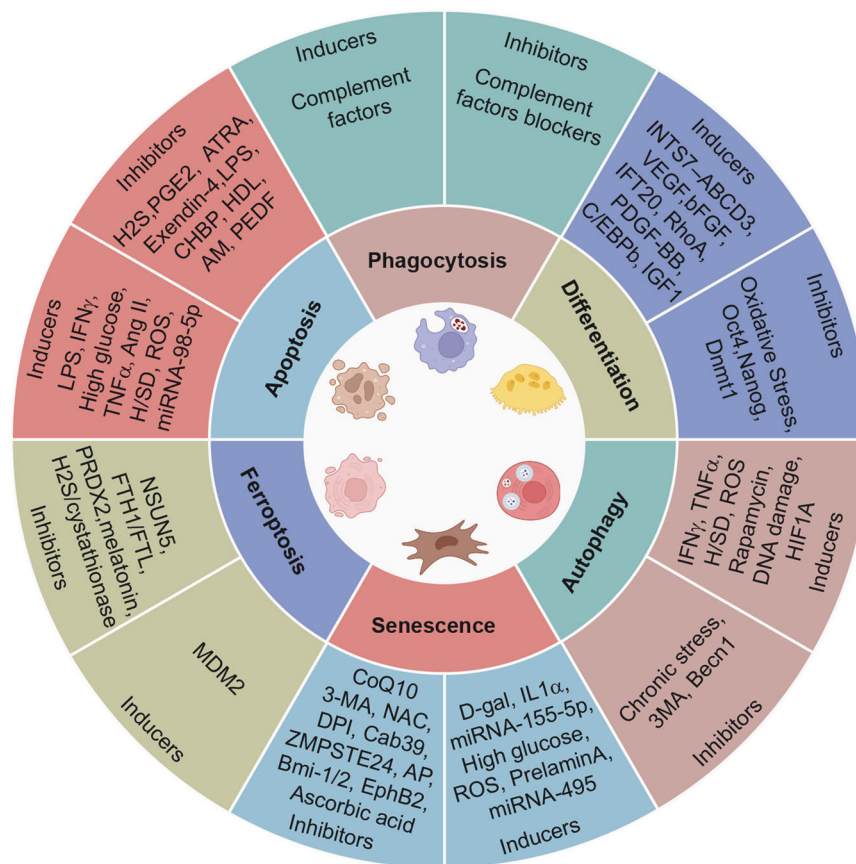 Inducers
Complement
factors
Inhibitors
Complement
factors blockers
Inducers
INTS7–ABCD3,
VEGF,bFGF,
IFT20, RhoA,
PDGF-BB,
C/EBPb, IGF1
Inhibitors
Oxidative Stress,
Oct4,Nanog,
Dnmt1
IFNγ, TNFα,
H/SD, ROS
Rapamycin,
DNA damage,
HIF1A
Inducers
Chronic stress,
3MA, Becn1
Inhibitors
D-gal, IL1α,
miRNA-155-5p,
High glucose,
ROS, PrelaminA,
miRNA-495
Inducers
CoQ10
3-MA, NAC,
DPI, Cab39,
ZMPSTE24, AP,
Bmi-1/2, EphB2,
Ascorbic acid
Inhibitors
MDM2
Inducers
NSUN5,
FTH1/FTL,
PRDX2,melatonin,
H2S/cystathionase
Inhibitors
Inducers
LPS, IFNγ,
High glucose,
TNFα, Ang II,
H/SD, ROS,
miRNA-98-5p
Inhibitors
H2S,PGE2, ATRA,
Exendin-4,LPS,
CHBP, HDL,
AM, PEDF
Phagocytosis
Differentiation
Autophagy
Senescence
Ferroptosis
Apoptosis